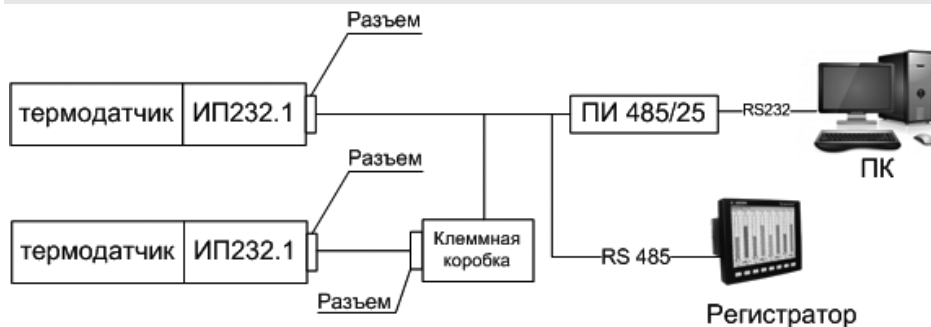 Разъем
термодатчик
ИП232.1
ПИ 485/25
RS232
ПК
Разъем
термодатчик
ИП232.1
Клеммная
коробка
RS 485
Разъем
Регистратор